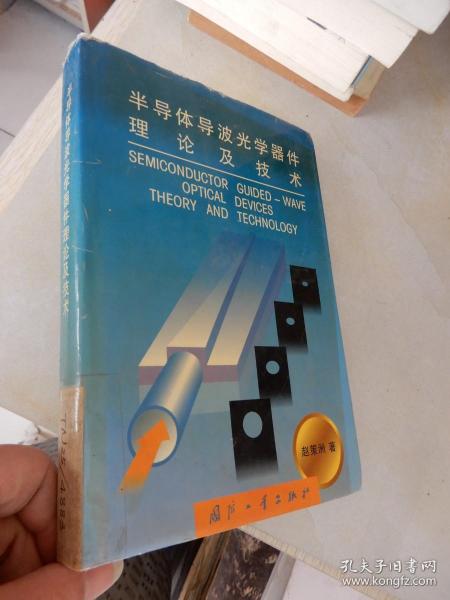 半导体导波光学器件
理论及技术
SEMICONDUCTOR GUIDED-WAVE
OPTICAL DEVICES
THEORY AND TECHNOLOGY
赵策洲 著
国防工业出版社
半导体导波光学器件理论及技术
孔夫子旧书网
www.kongfz.com